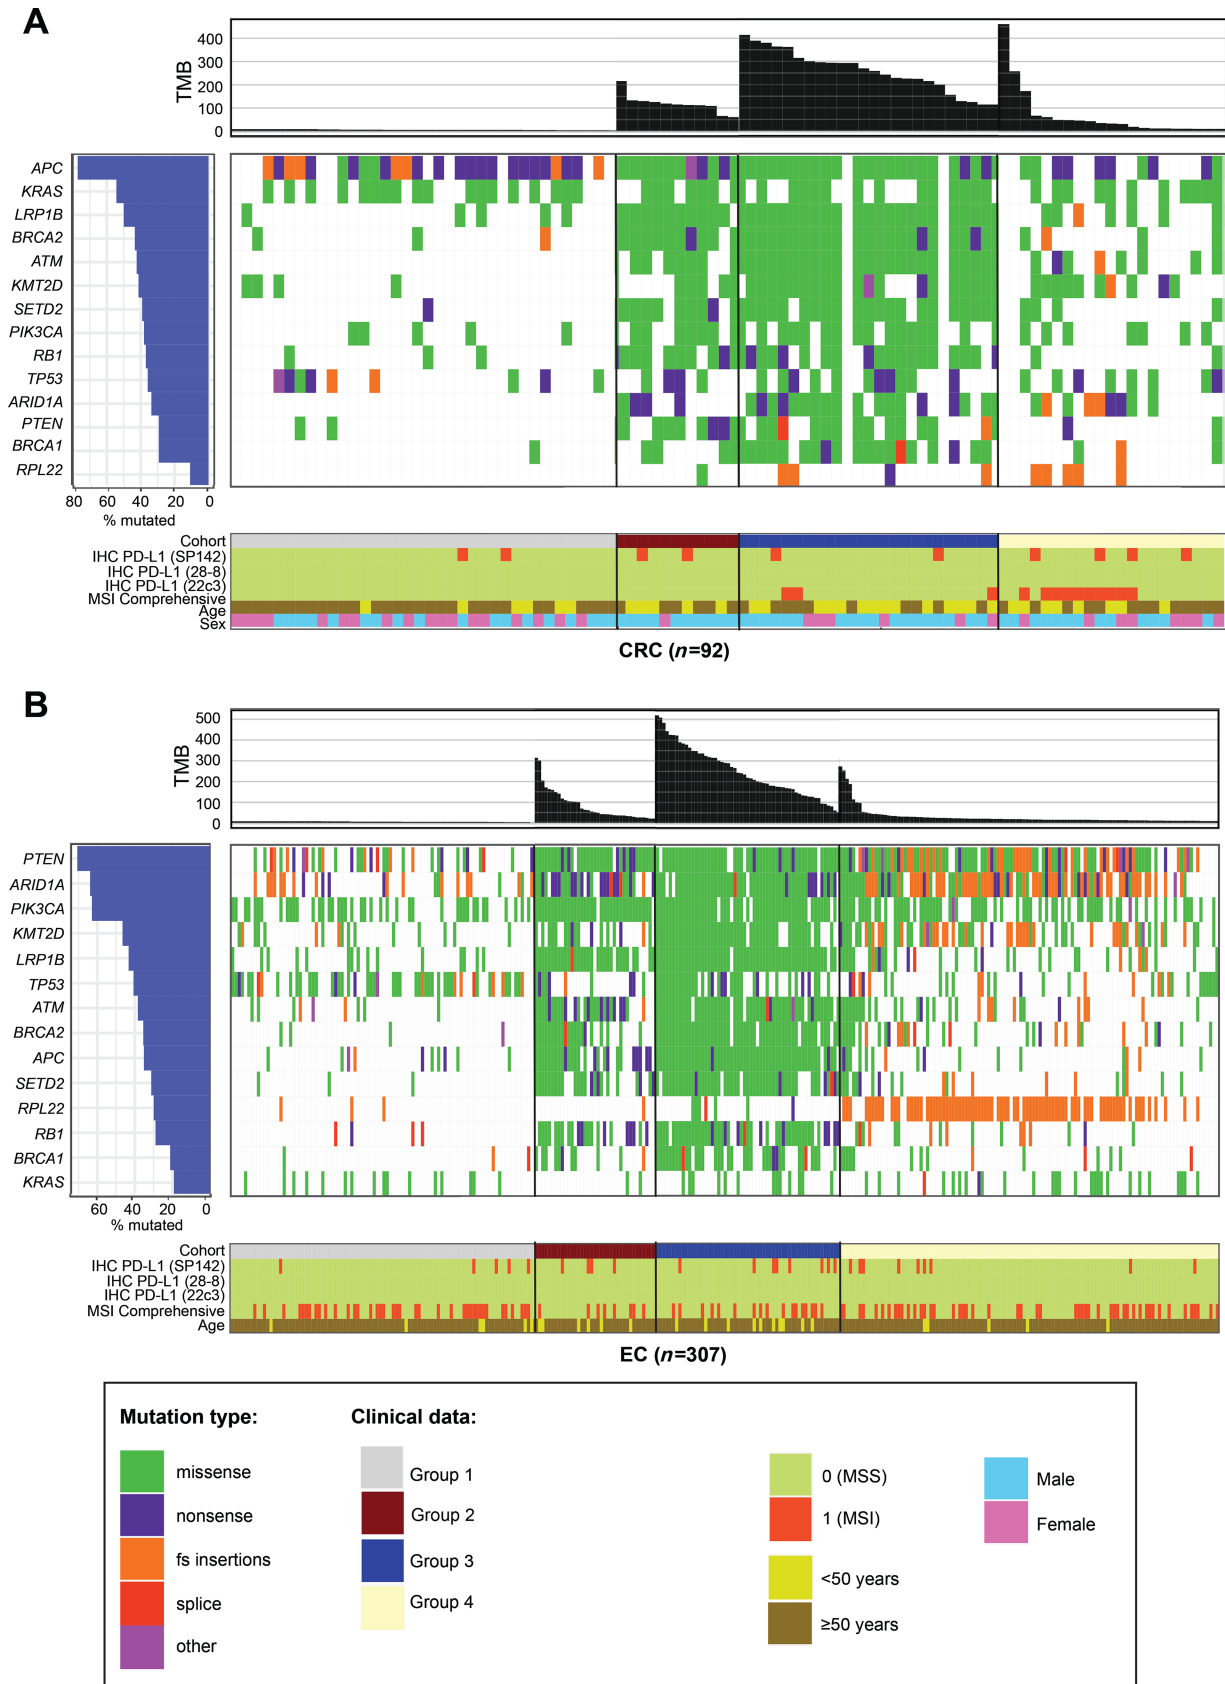 A
TMB
400
300
200
100
0
APC
KRAS
LRP1B
BRCA2
ATM
KMT2D
SETD2
PIK3CA
RB1
TP53
ARID1A
PTEN
BRCA1
RPL22
80 60 40 20 0
% mutated
Cohort
IHC PD-L1 (SP142)
IHC PD-L1 (28-8)
IHC PD-L1 (22c3)
MSI Comprehensive
Age
Sex
CRC (n=92)
B
TMB
500
400
300
200
100
0
PTEN
ARID1A
PIK3CA
KMT2D
LRP1B
TP53
ATM
BRCA2
APC
SETD2
RPL22
RB1
BRCA1
KRAS
60 40 20 0
% mutated
Cohort
IHC PD-L1 (SP142)
IHC PD-L1 (28-8)
IHC PD-L1 (22c3)
MSI Comprehensive
Age
EC (n=307)
Mutation type:
missense
nonsense
fs insertions
splice
other
Clinical data:
Group 1
Group 2
Group 3
Group 4
0 (MSS)
1 (MSI)
<50 years
≥50 years
Male
Female